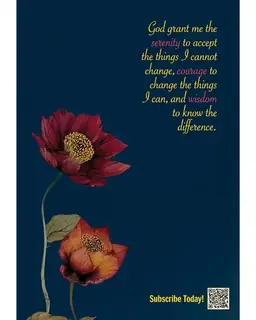 God grant me the
serenity to accept
the things I cannot
change, courage to
change the things
I can, and wisdom
to know the
difference.
Subscribe Today!